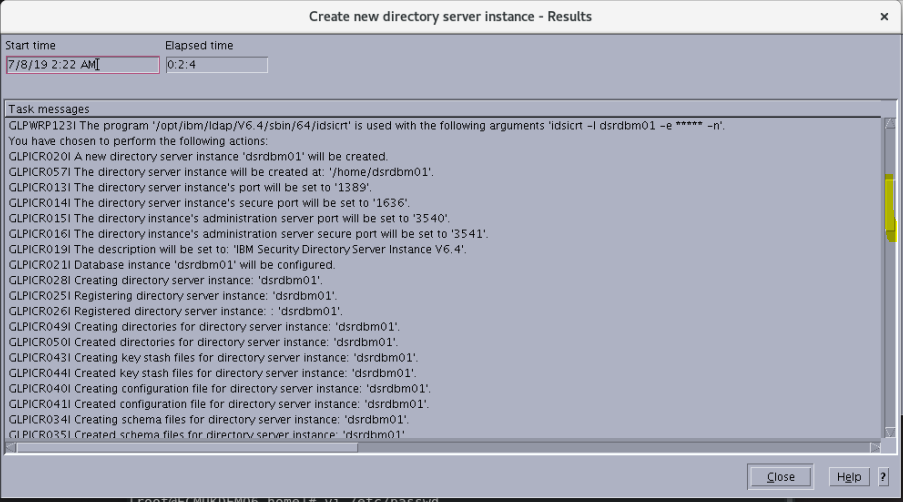 Create new directory server instance - Results
×
Start time
Elapsed time
7/8/19 2:22 AM
0:2:4
Task messages
GLPWRP123I The program '/opt/ibm/ldap/V6.4/sbin/64/idsicrt' is used with the following arguments 'idsicrt -I dsrdbm01 -e ***** -n'.
You have chosen to perform the following actions:
GLPICR020I A new directory server instance 'dsrdbm01' will be created.
GLPICR057I The directory server instance will be created at: '/home/dsrdbm01'.
GLPICR013I The directory server instance's port will be set to '1389'.
GLPICR014I The directory server instance's secure port will be set to '1636'.
GLPICR015I The directory instance's administration server port will be set to '3540'.
GLPICR016I The directory instance's administration server secure port will be set to '3541'.
GLPICR019I The description will be set to: 'IBM Security Directory Server Instance V6.4'.
GLPICR021I Database instance 'dsrdbm01' will be configured.
GLPICR028I Creating directory server instance: 'dsrdbm01'.
GLPICR025I Registering directory server instance: 'dsrdbm01'.
GLPICR026I Registered directory server instance: : 'dsrdbm01'.
GLPICR049I Creating directories for directory server instance: 'dsrdbm01'.
GLPICR050I Created directories for directory server instance: 'dsrdbm01'.
GLPICR043I Creating key stash files for directory server instance: 'dsrdbm01'.
GLPICR044I Created key stash files for directory server instance: 'dsrdbm01'.
GLPICR040I Creating configuration file for directory server instance: 'dsrdbm01'.
GLPICR041I Created configuration file for directory server instance: 'dsrdbm01'.
GLPICR034I Creating schema files for directory server instance: 'dsrdbm01'.
GLPICR035I Created schema files for directory server instance: 'dsrdbm01'
Close
Help
?